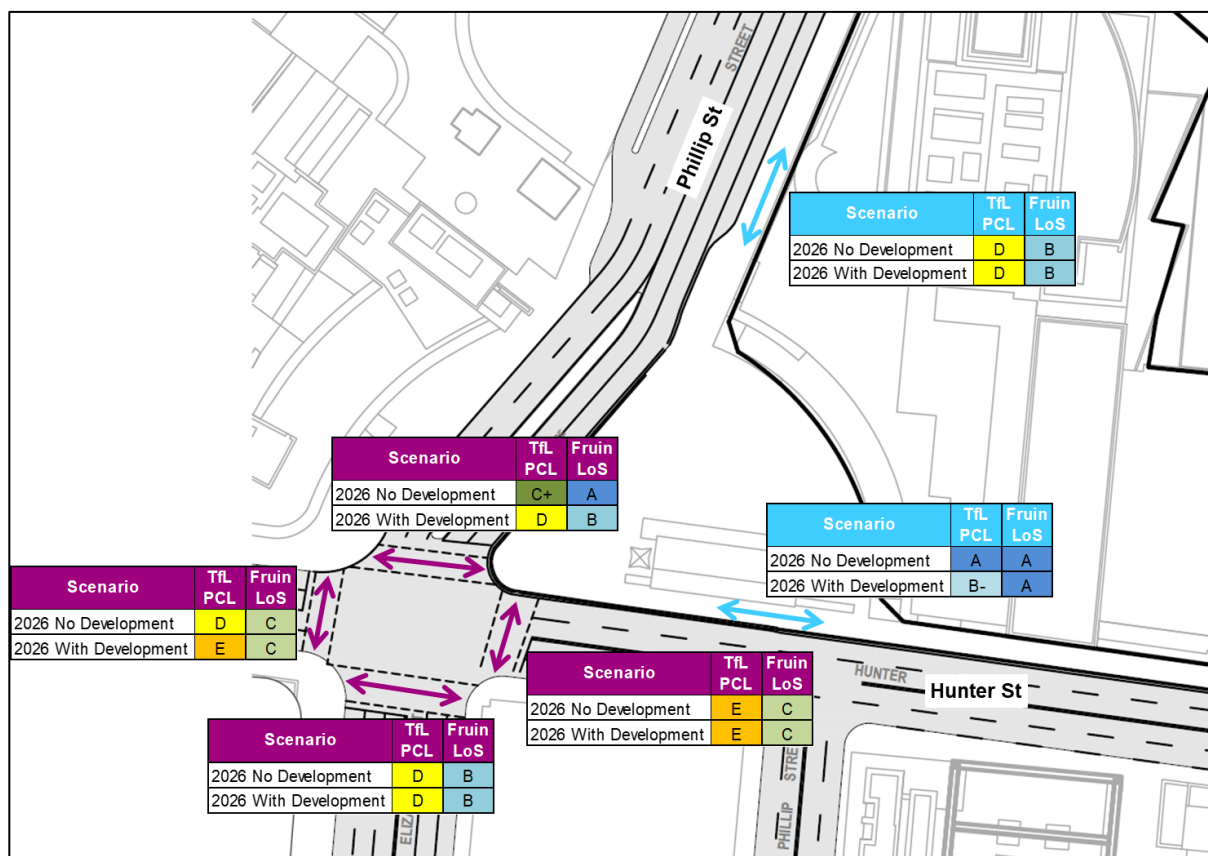 STREET
Phillip St
Scenario TfL PCL Fruin LoS
2026 No Development D B
2026 With Development D B
Scenario TfL PCL Fruin LoS
2026 No Development C+ A
2026 With Development D B
Scenario TfL PCL Fruin LoS
2026 No Development A A
2026 With Development B- A
Scenario TfL PCL Fruin LoS
2026 No Development D C
2026 With Development E C
Scenario TfL PCL Fruin LoS
2026 No Development E C
2026 With Development E C
HUNTER
Hunter St
Scenario TfL PCL Fruin LoS
2026 No Development D B
2026 With Development D B
PHILLIP